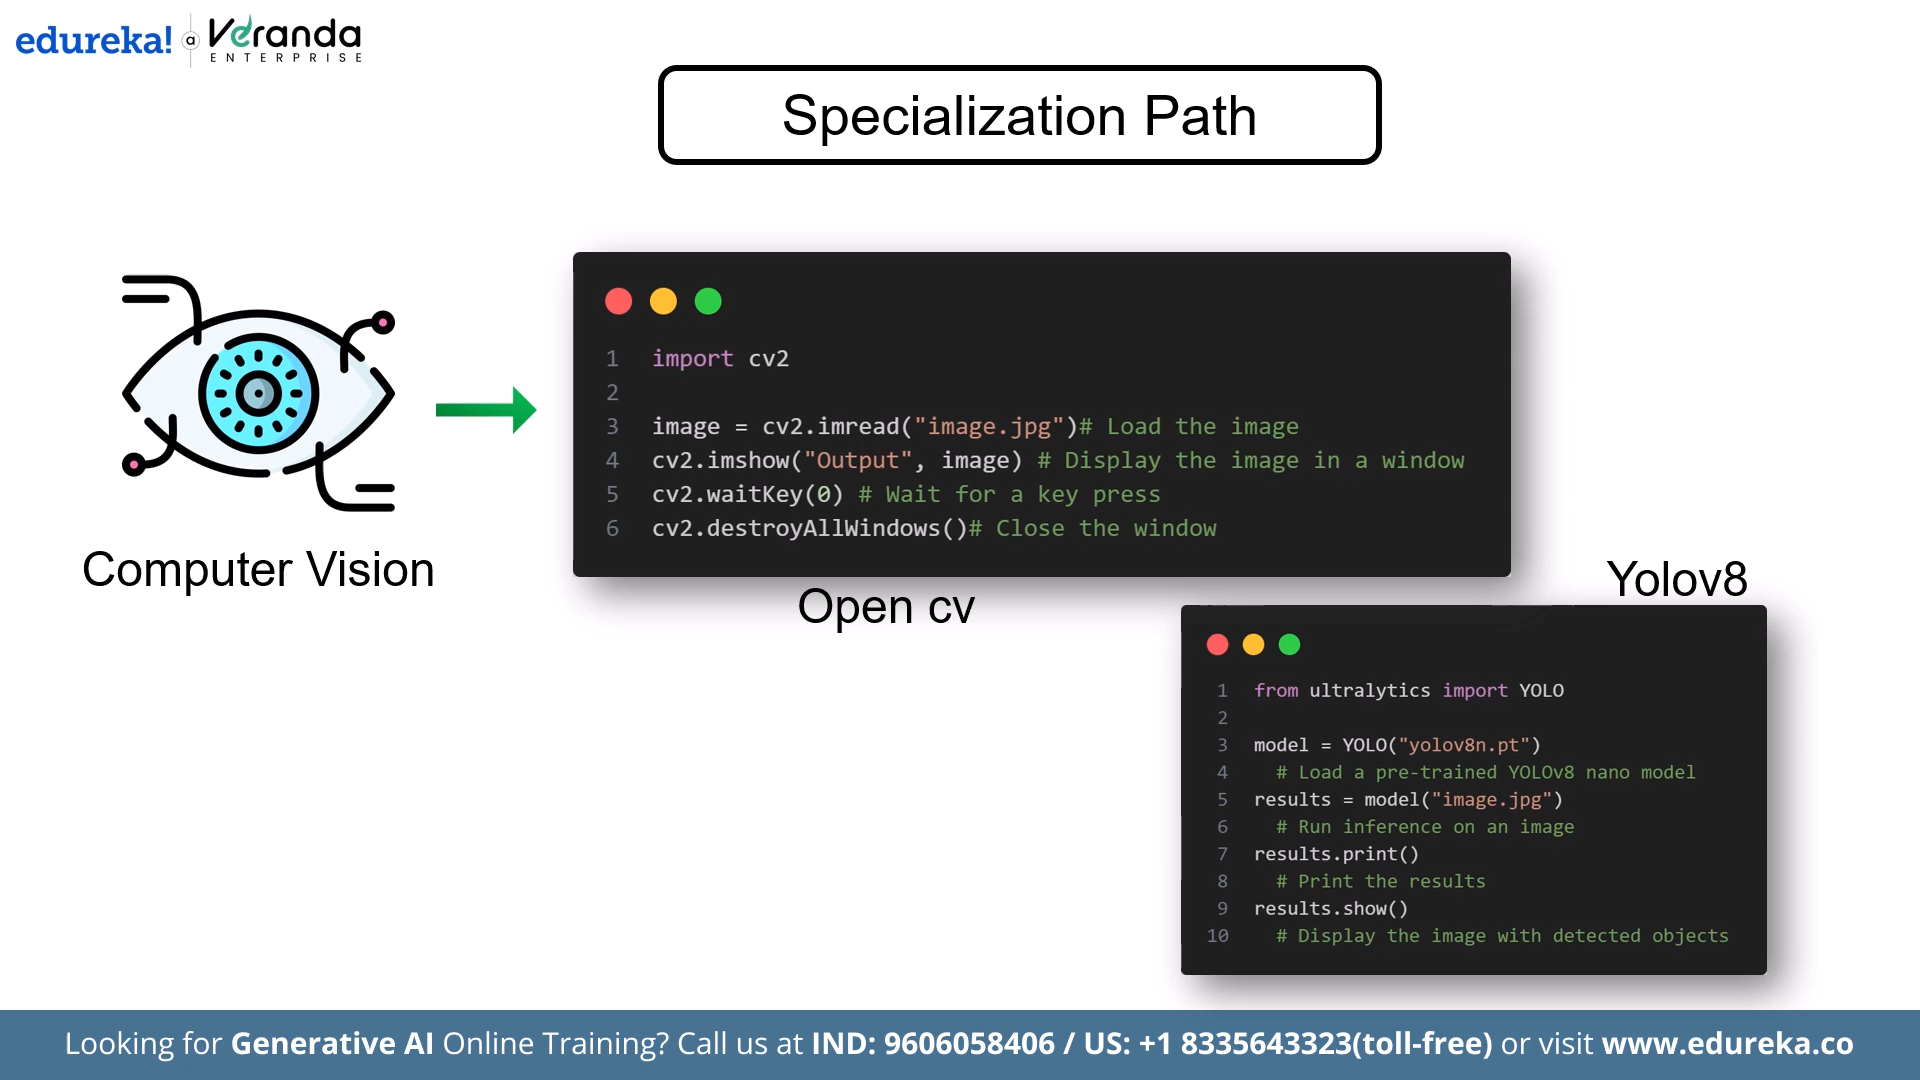 edureka! a Veranda
ENTERPRISE
Specialization Path
1 import cv2
2
3 image = cv2.imread("image.jpg")# Load the image
4 cv2.imshow("Output", image) # Display the image in a window
5 cv2.waitKey(0) # Wait for a key press
6 cv2.destroyAllWindows()# Close the window
Computer Vision
Open cv
Yolov8
1 from ultralytics import YOLO
2
3 model = YOLO("yolov8n.pt")
4 # Load a pre-trained YOLOv8 nano model
5 results = model("image.jpg")
6 # Run inference on an image
7 results.print()
8 # Print the results
9 results.show()
10 # Display the image with detected objects
Looking for Generative AI Online Training? Call us at IND: 9606058406 / US: +1 8335643323(toll-free) or visit www.edureka.co